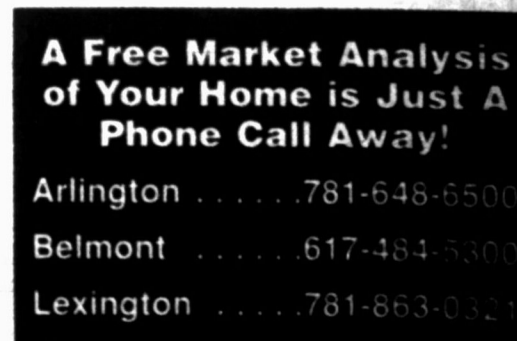 A Free Market Analysis
of Your Home is Just A
Phone Call Away!
Arlington ......781-648-6500
Belmont ......617-484-5300
Lexington ......781-863-0321